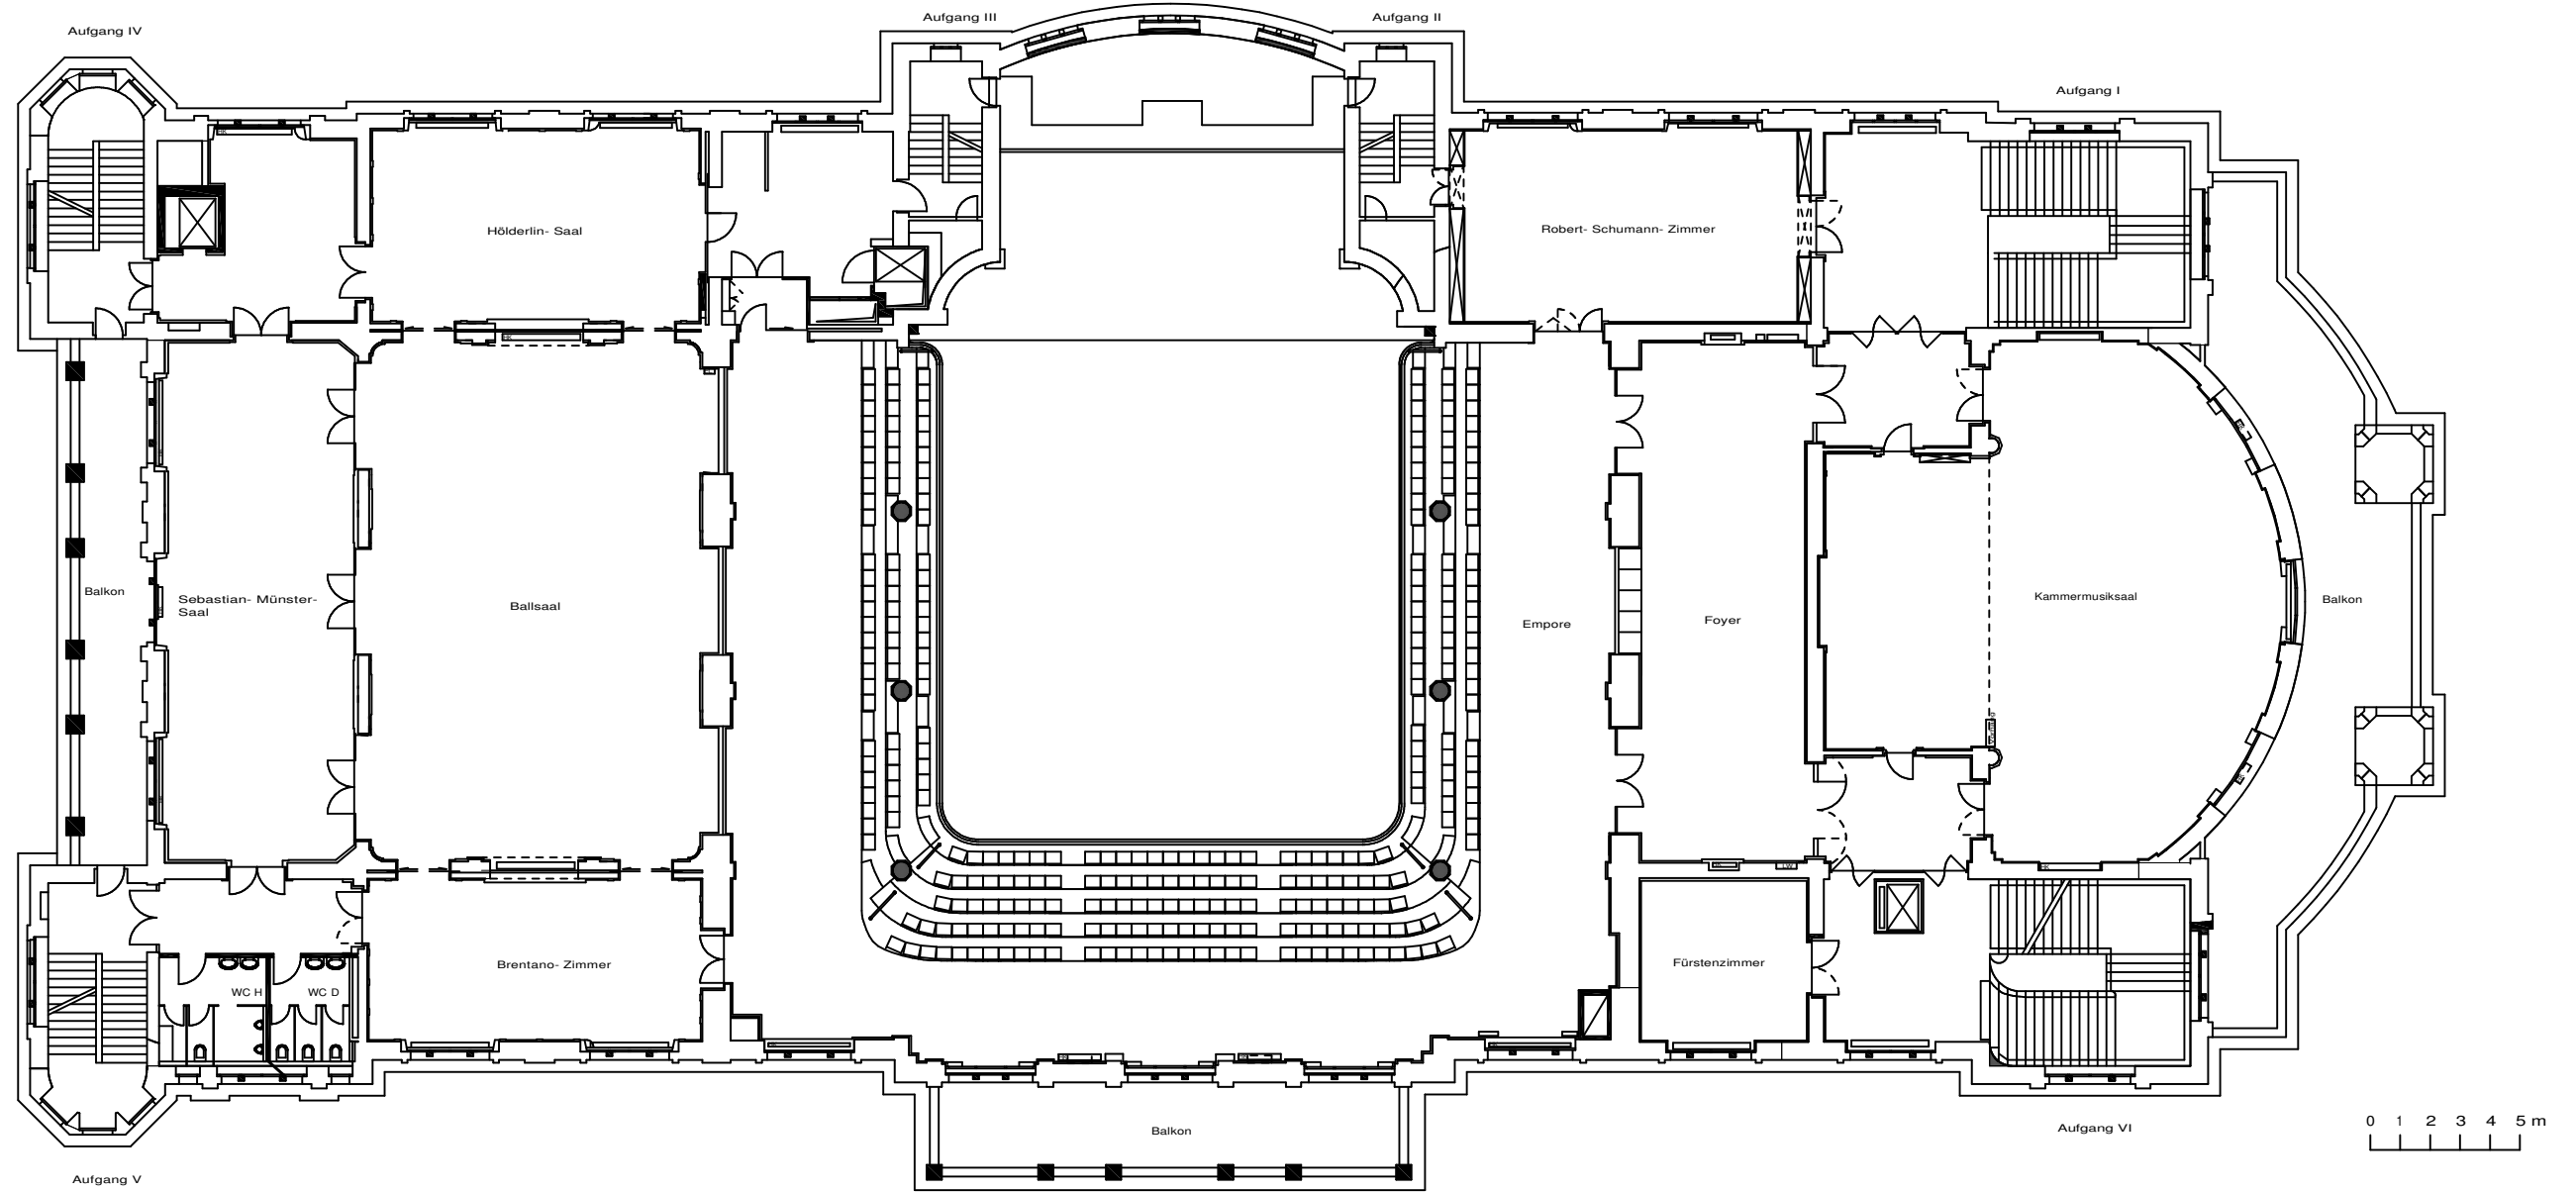 Aufgang IV
Aufgang III
Aufgang II
Aufgang I
Hölderlin- Saal
Robert- Schumann- Zimmer
Balkon
Sebastian- Münster-
Saal
Ballsaal
Empore
Foyer
Kammermusiksaal
Balkon
Brentano- Zimmer
Fürstenzimmer
WC H
WC D
Balkon
Aufgang V
Aufgang VI
0 1 2 3 4 5 m